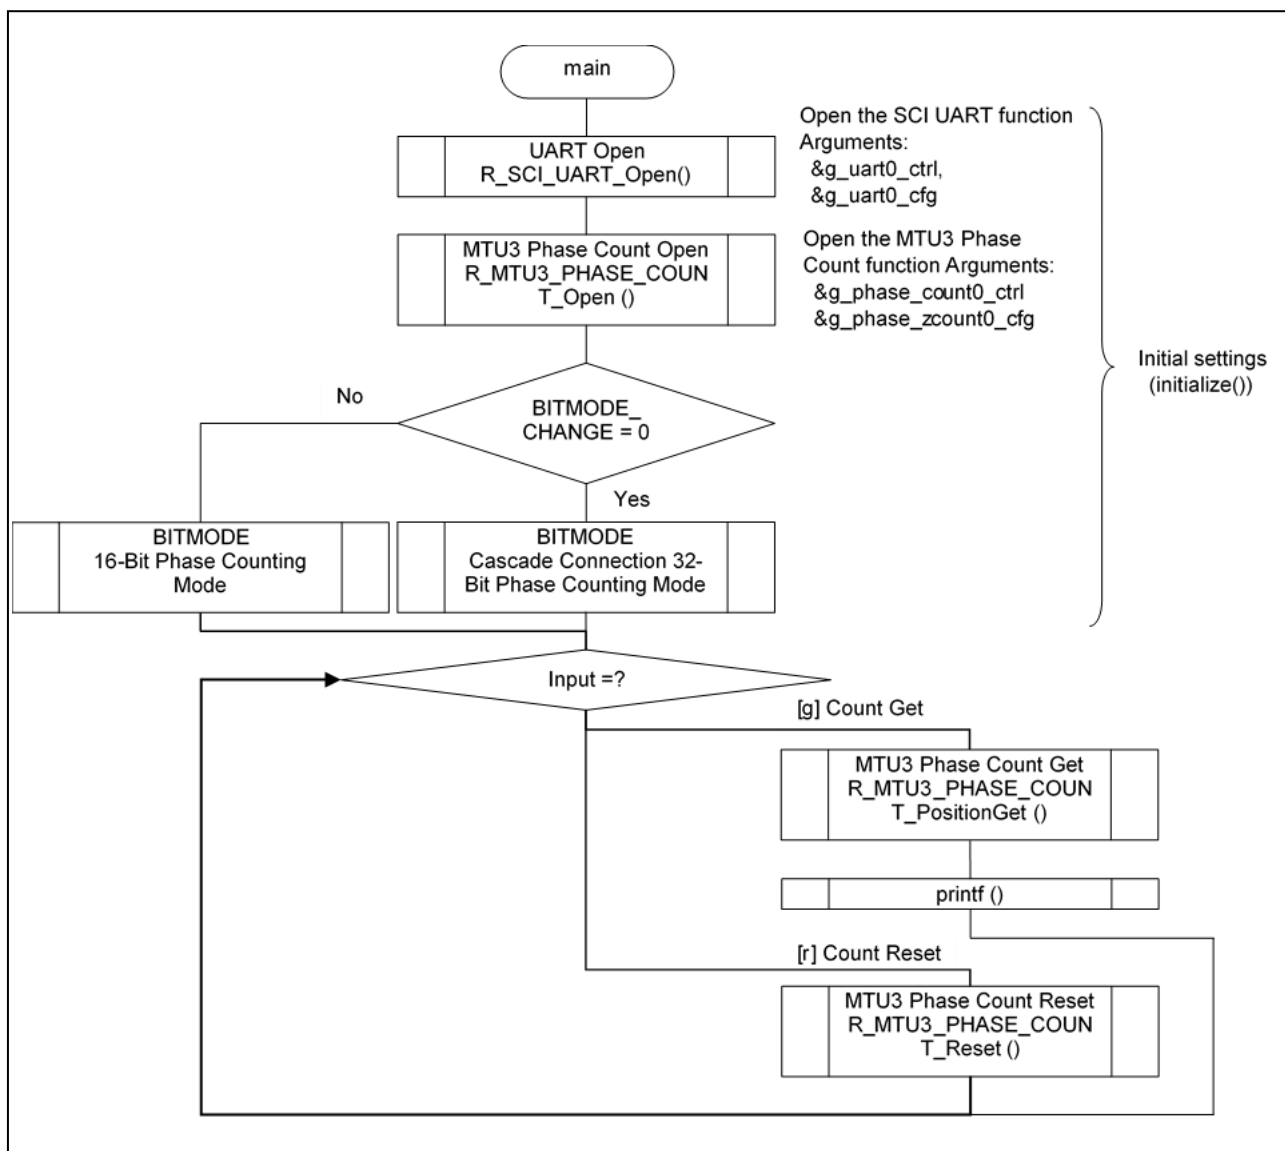 main
UART Open
R_SCI_UART_Open()
Open the SCI UART function
Arguments:
&g_uart0_ctrl,
&g_uart0_cfg
MTU3 Phase Count Open
R_MTU3_PHASE_COUN
T_Open ()
Open the MTU3 Phase
Count function Arguments:
&g_phase_count0_ctrl
&g_phase_zcount0_cfg
Initial settings
(initialize())
No
BITMODE_
CHANGE = 0
Yes
BITMODE
16-Bit Phase Counting
Mode
BITMODE
Cascade Connection 32-
Bit Phase Counting Mode
Input =?
[g] Count Get
MTU3 Phase Count Get
R_MTU3_PHASE_COUN
T_PositionGet ()
printf ()
[r] Count Reset
MTU3 Phase Count Reset
R_MTU3_PHASE_COUN
T_Reset ()